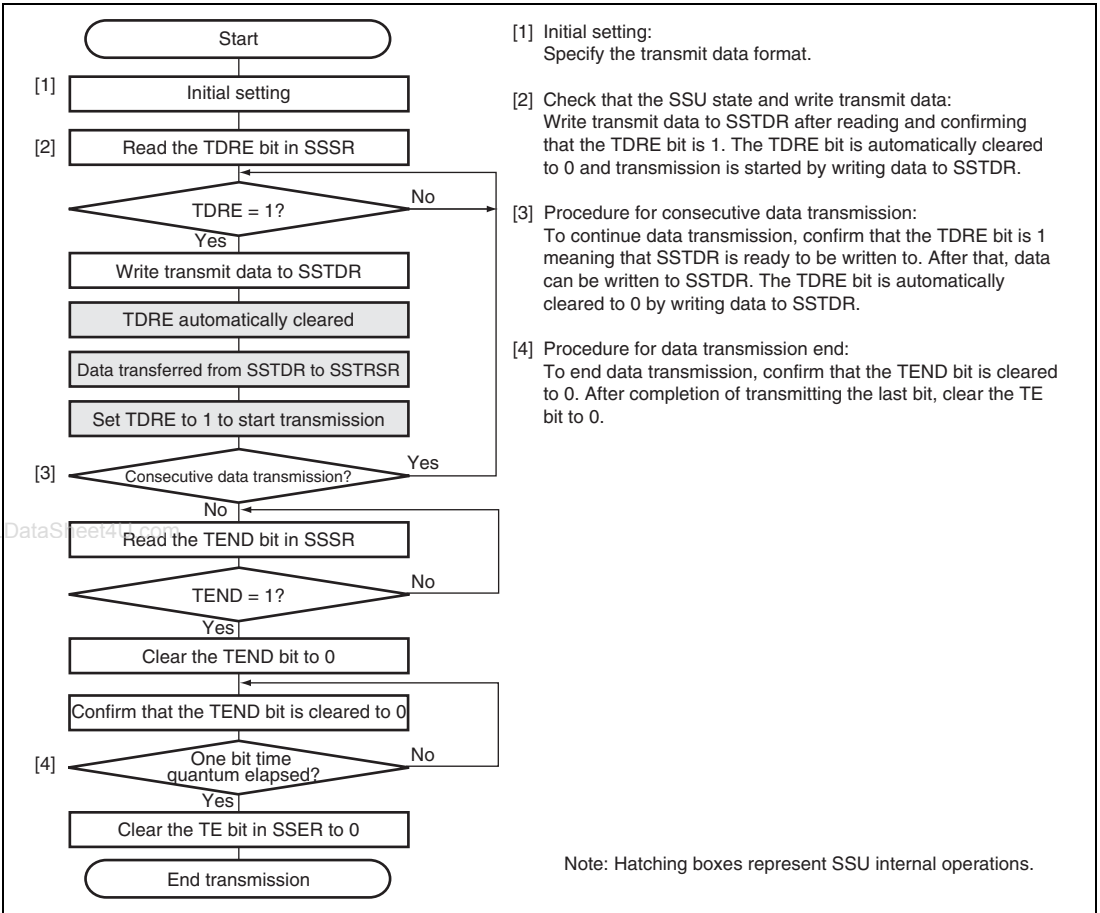 Start
[1]
Initial setting
[2]
Read the TDRE bit in SSSR
TDRE = 1?
No
Yes
Write transmit data to SSTDR
TDRE automatically cleared
Data transferred from SSTDR to SSTRSR
Set TDRE to 1 to start transmission
[3]
Consecutive data transmission?
Yes
No
DataSheet4U.com
Read the TEND bit in SSSR
TEND = 1?
No
Yes
Clear the TEND bit to 0
Confirm that the TEND bit is cleared to 0
[4]
One bit time
quantum elapsed?
No
Yes
Clear the TE bit in SSER to 0
End transmission
[1] Initial setting:
Specify the transmit data format.
[2] Check that the SSU state and write transmit data:
Write transmit data to SSTDR after reading and confirming
that the TDRE bit is 1. The TDRE bit is automatically cleared
to 0 and transmission is started by writing data to SSTDR.
[3] Procedure for consecutive data transmission:
To continue data transmission, confirm that the TDRE bit is 1
meaning that SSTDR is ready to be written to. After that, data
can be written to SSTDR. The TDRE bit is automatically
cleared to 0 by writing data to SSTDR.
[4] Procedure for data transmission end:
To end data transmission, confirm that the TEND bit is cleared
to 0. After completion of transmitting the last bit, clear the TE
bit to 0.
Note: Hatching boxes represent SSU internal operations.